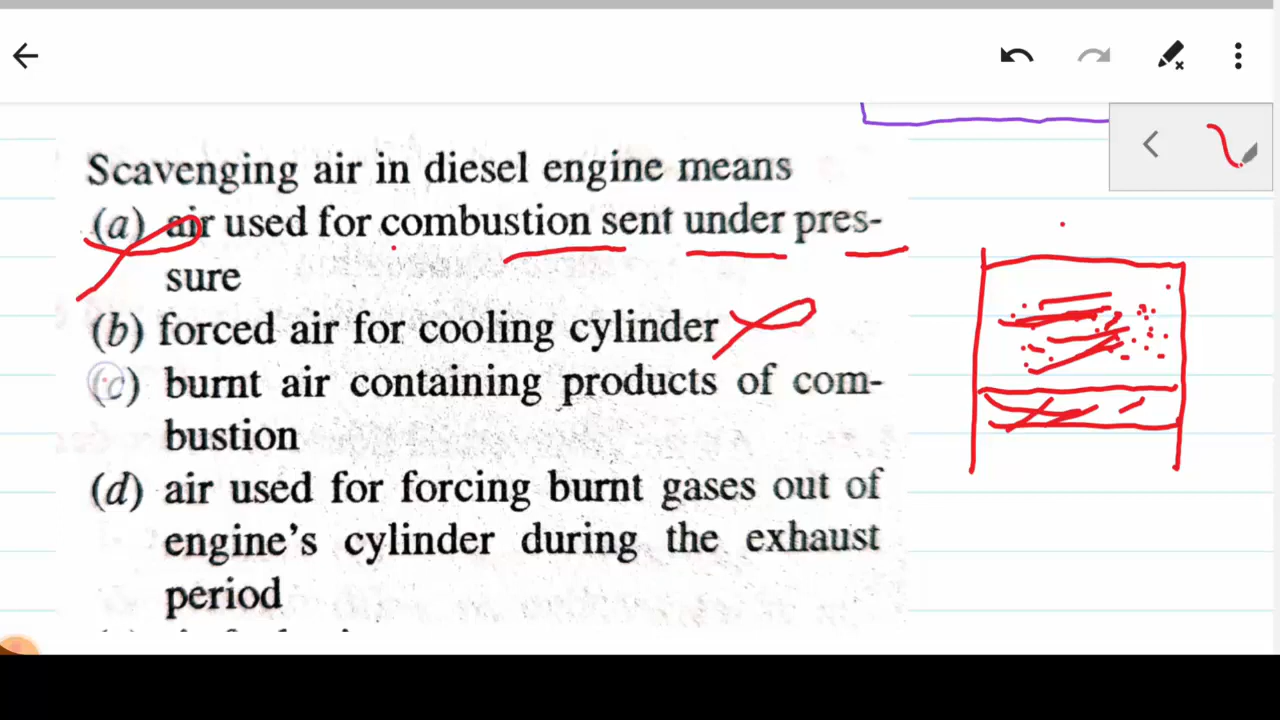 Scavenging air in diesel engine means
(a) air used for combustion sent under pres-
sure
(b) forced air for cooling cylinder
(c) burnt air containing products of com-
bustion
(d) air used for forcing burnt gases out of
engine's cylinder during the exhaust
period